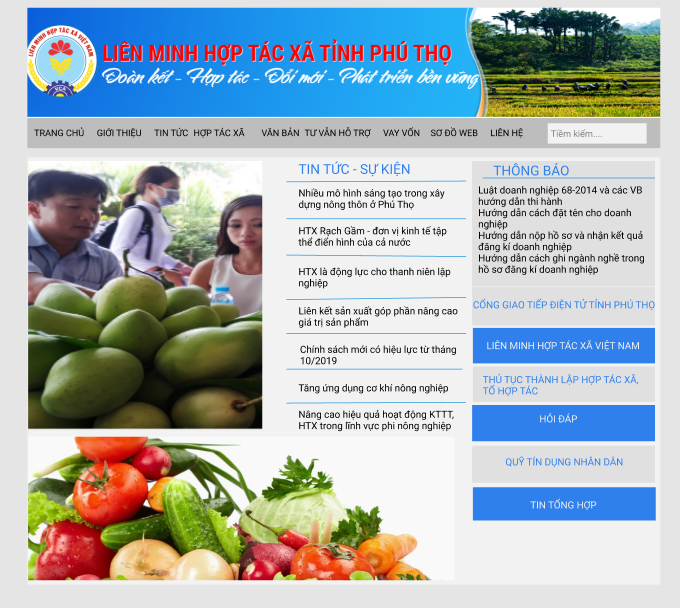 LIÊN MINH HỢP TÁC XÃ VIỆT NAM
VCA
LIÊN MINH HỢP TÁC XÃ TỈNH PHÚ THỌ
Đoàn kết - Hợp tác - Đổi mới - Phát triển bền vững
TRANG CHỦ GIỚI THIỆU TIN TỨC HỢP TÁC XÃ VĂN BẢN TƯ VẤN HỖ TRỢ VAY VỐN SƠ ĐỒ WEB LIÊN HỆ Tìm kiếm....
TIN TỨC - SỰ KIỆN
Nhiều mô hình sáng tạo trong xây
dựng nông thôn ở Phú Thọ
HTX Rạch Gầm - đơn vị kinh tế tập
thể điển hình của cả nước
HTX là động lực cho thanh niên lập
nghiệp
Liên kết sản xuất góp phần nâng cao
giá trị sản phẩm
Chính sách mới có hiệu lực từ tháng
10/2019
Tăng ứng dụng cơ khí nông nghiệp
Nâng cao hiệu quả hoạt động KTTT,
HTX trong lĩnh vực phi nông nghiệp
THÔNG BÁO
Luật doanh nghiệp 68-2014 và các VB
hướng dẫn thi hành
Hướng dẫn cách đặt tên cho doanh
nghiệp
Hướng dẫn nộp hồ sơ và nhận kết quả
đăng kí doanh nghiệp
Hướng dẫn cách ghi ngành nghề trong
hồ sơ đăng kí doanh nghiệp
CỔNG GIAO TIẾP ĐIỆN TỬ TỈNH PHÚ THỌ
LIÊN MINH HỢP TÁC XÃ VIỆT NAM
THỦ TỤC THÀNH LẬP HỢP TÁC XÃ,
TỔ HỢP TÁC
HỎI ĐÁP
QUỸ TÍN DỤNG NHÂN DÂN
TIN TỔNG HỢP